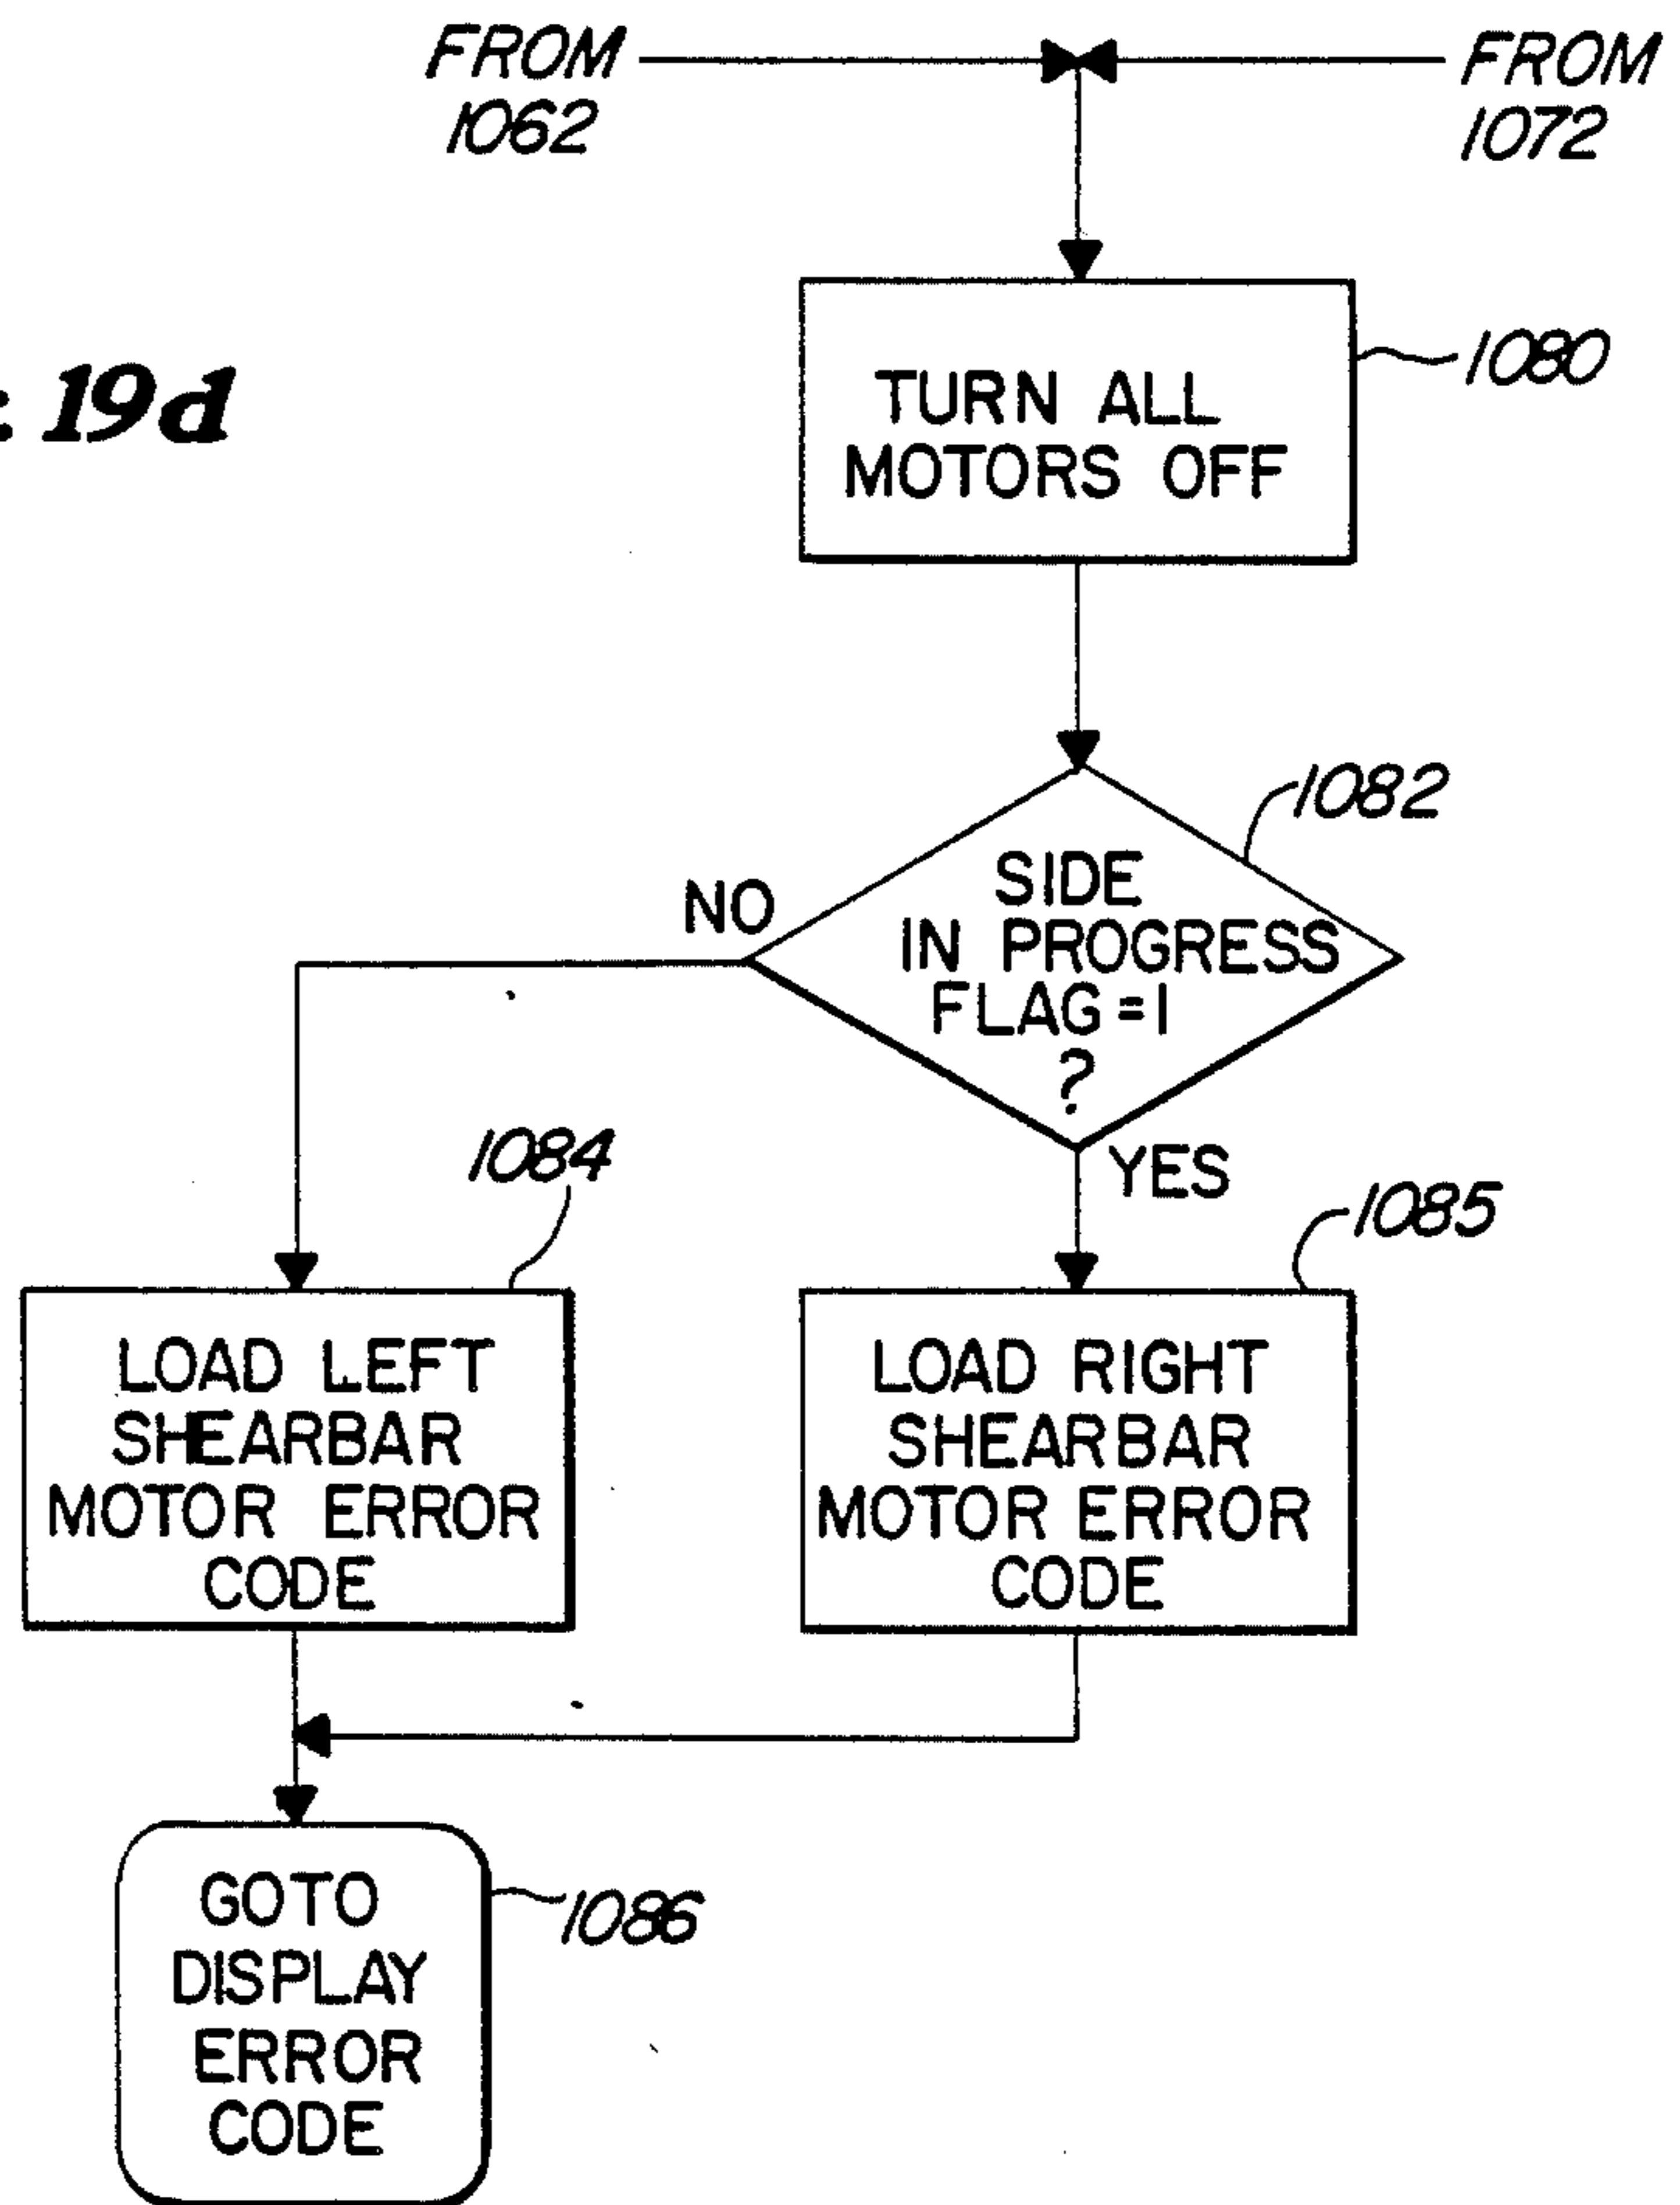 FROM
1062
FROM
1072
19d
1080
TURN ALL
MOTORS OFF
1082
SIDE
IN PROGRESS
FLAG = 1
?
NO
YES
1084
1085
LOAD LEFT
SHEARBAR
MOTOR ERROR
CODE
LOAD RIGHT
SHEARBAR
MOTOR ERROR
CODE
GOTO
DISPLAY
ERROR
CODE
1086